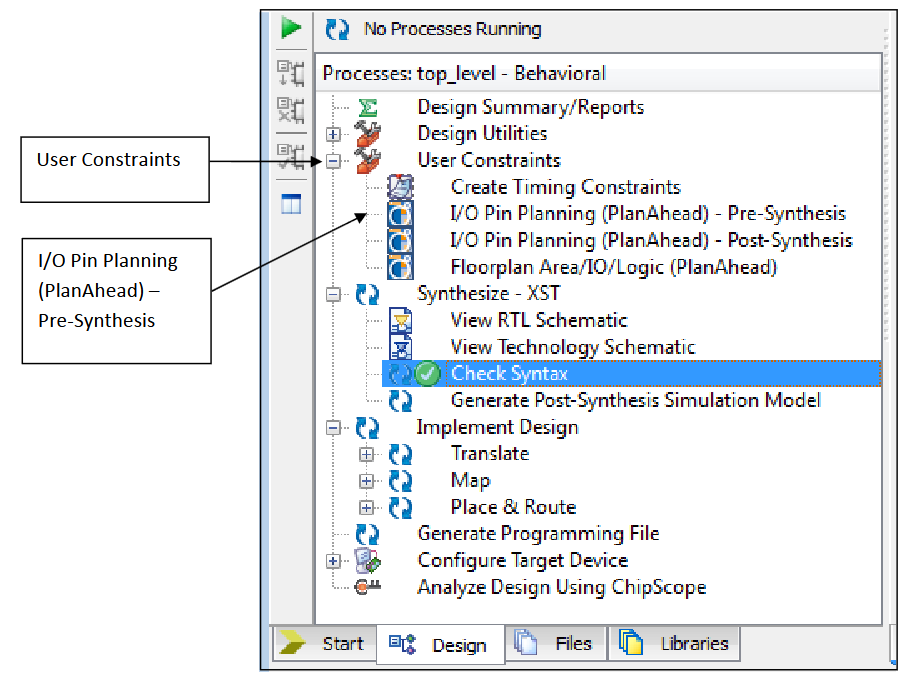 No Processes Running
Processes: top_level - Behavioral
Design Summary/Reports
Design Utilities
User Constraints
User Constraints
Create Timing Constraints
I/O Pin Planning (PlanAhead) - Pre-Synthesis
I/O Pin Planning (PlanAhead) - Post-Synthesis
Floorplan Area/IO/Logic (PlanAhead)
I/O Pin Planning
(PlanAhead) –
Pre-Synthesis
Synthesize - XST
View RTL Schematic
View Technology Schematic
Check Syntax
Generate Post-Synthesis Simulation Model
Implement Design
Translate
Map
Place & Route
Generate Programming File
Configure Target Device
Analyze Design Using ChipScope
Start Design Files Libraries